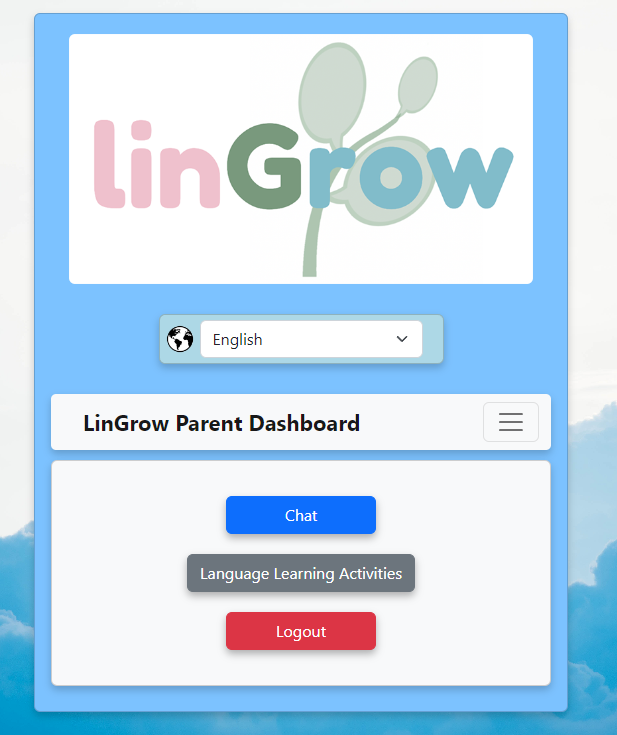 linGrow
English
LinGrow Parent Dashboard
Chat
Language Learning Activities
Logout